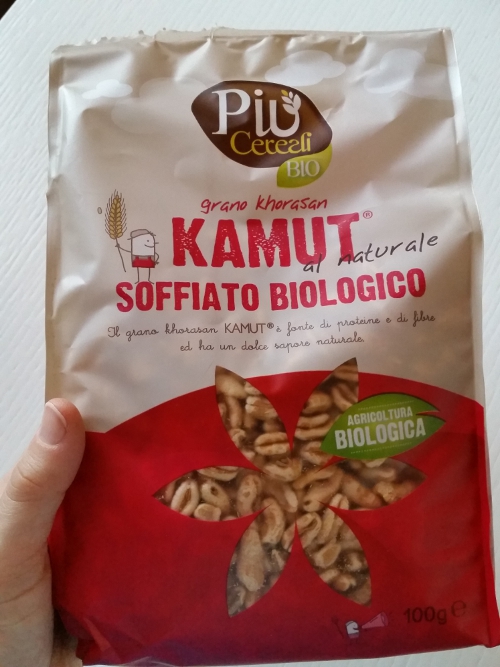 Più
Cereali
BIO
grano khorasan
KAMUT®
al naturale
SOFFIATO BIOLOGICO
Il grano khorasan KAMUT® è fonte di proteine e di fibre
ed ha un dolce sapore naturale.
AGRICOLTURA
BIOLOGICA
100g e